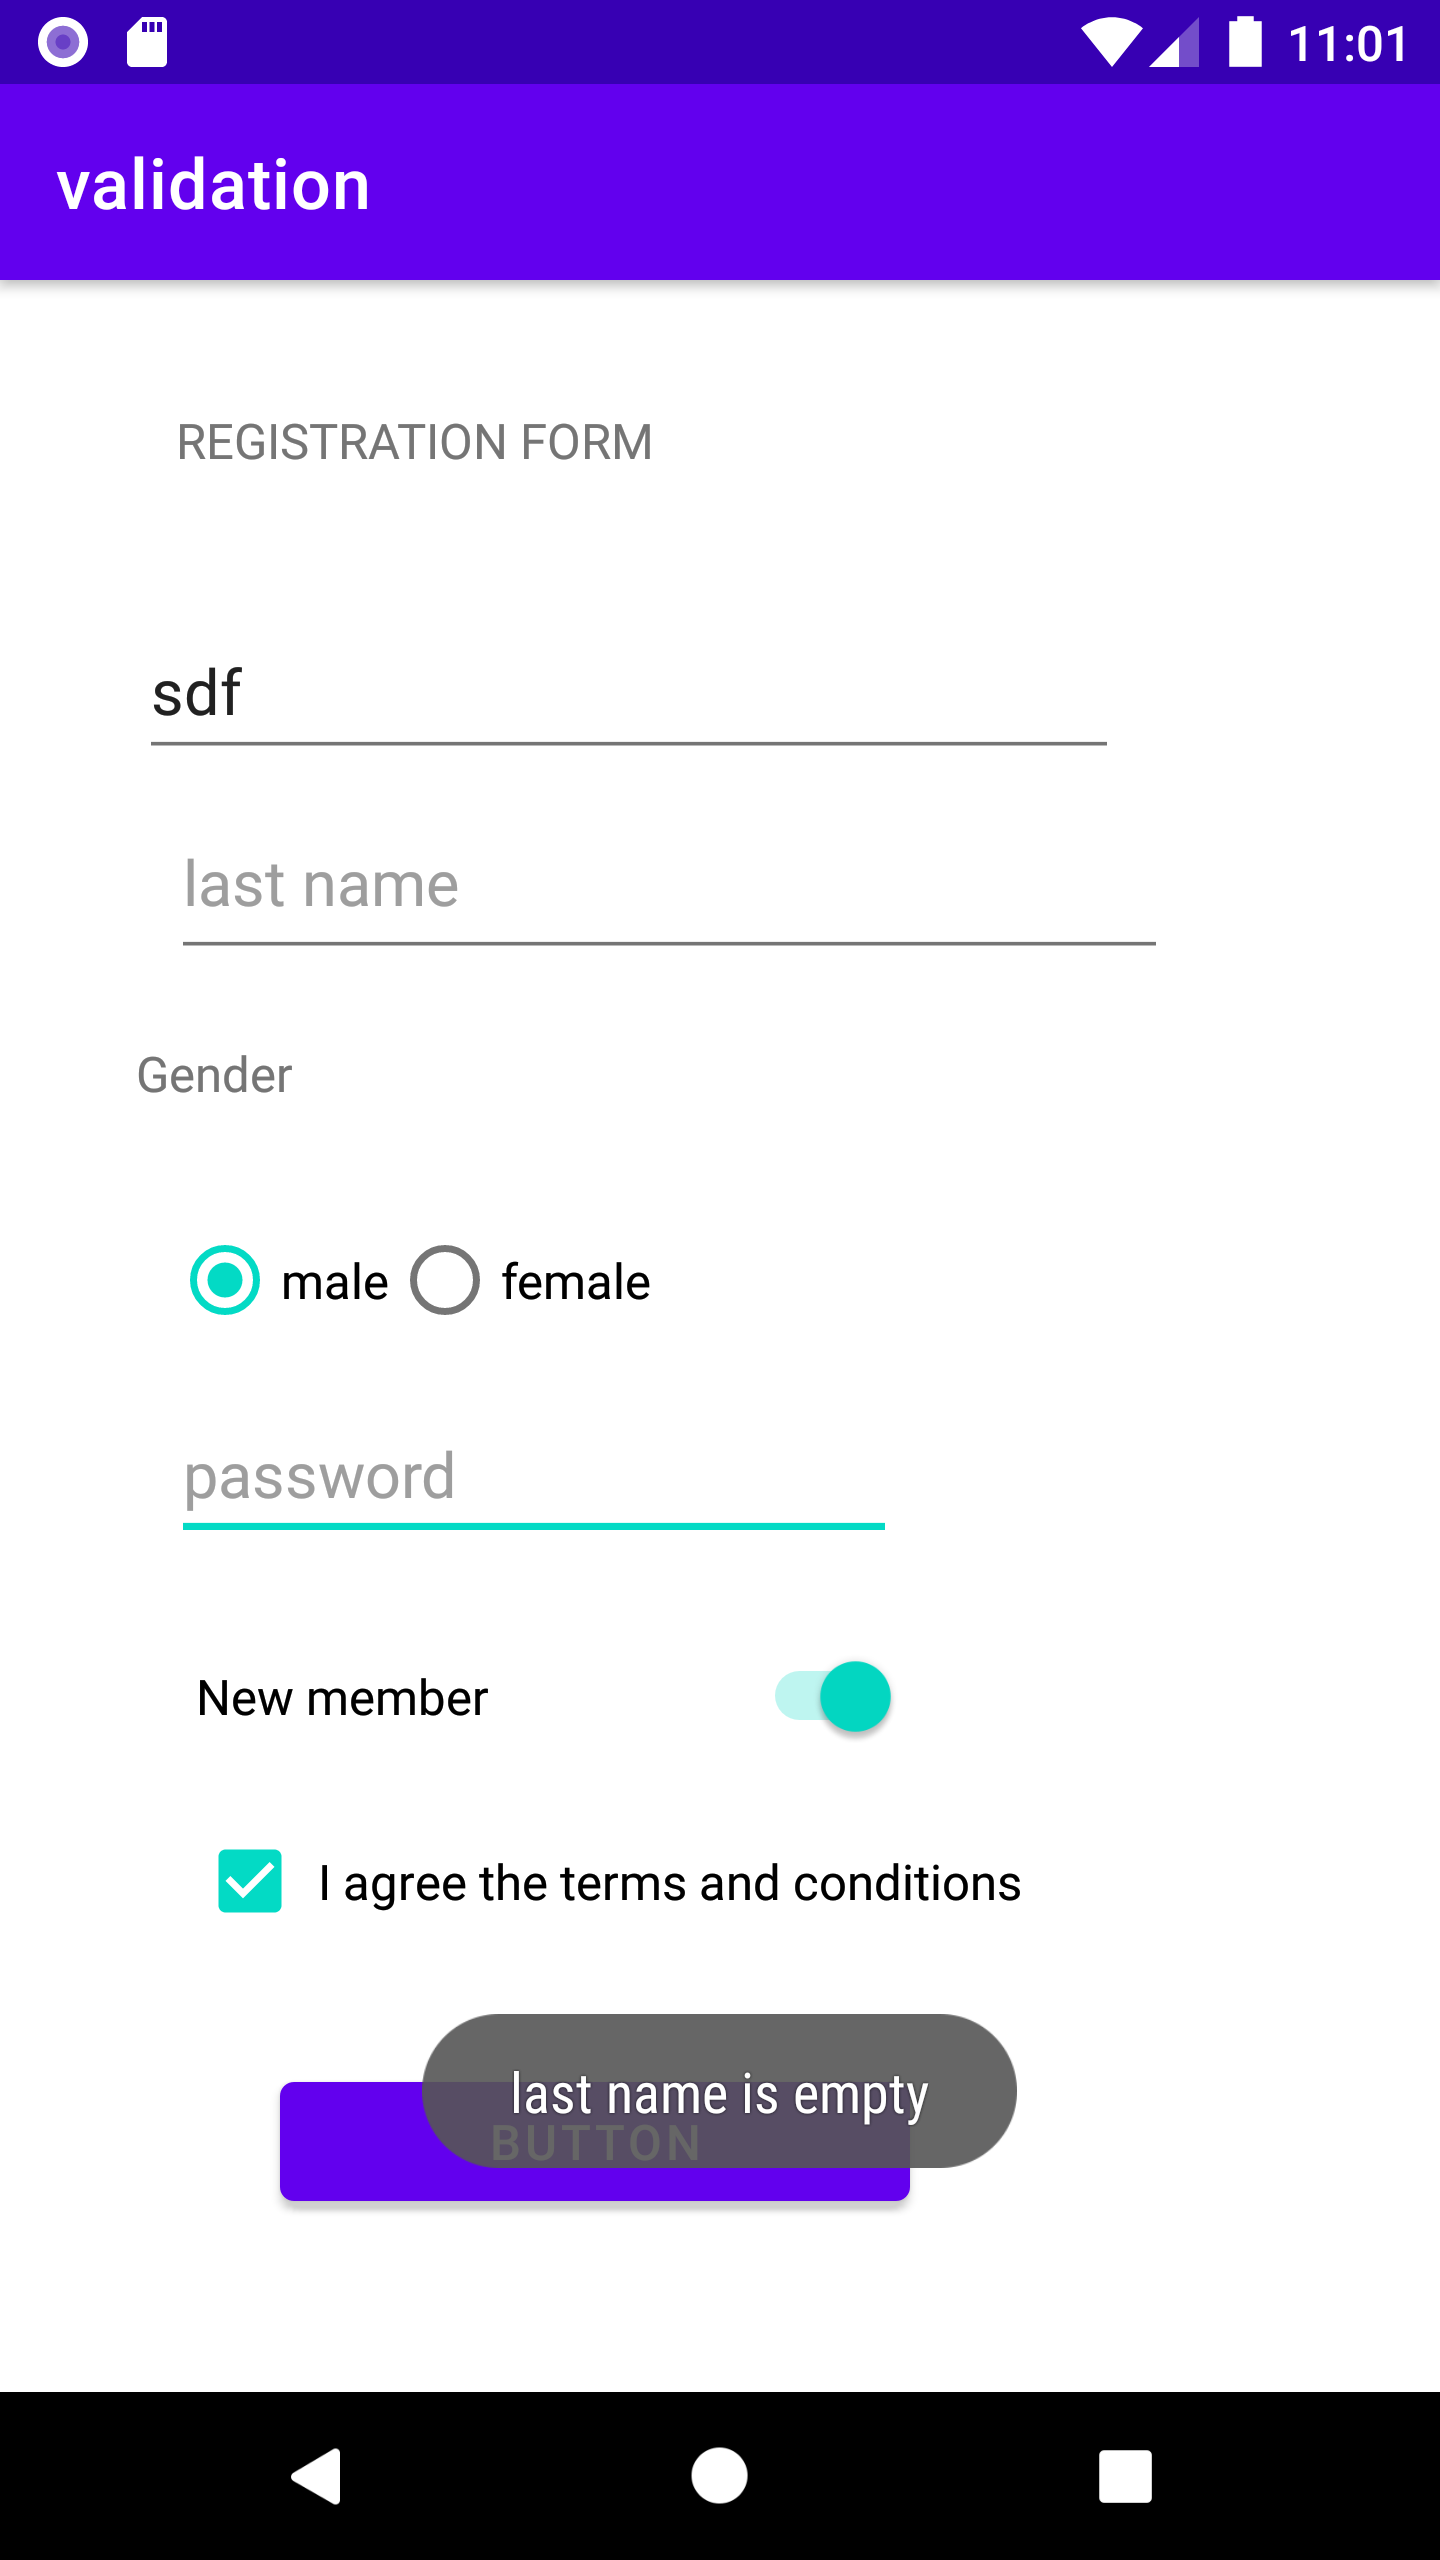 11:01
validation
REGISTRATION FORM
sdf
last name
Gender
male female
password
New member
I agree the terms and conditions
last name is empty
BUTTON